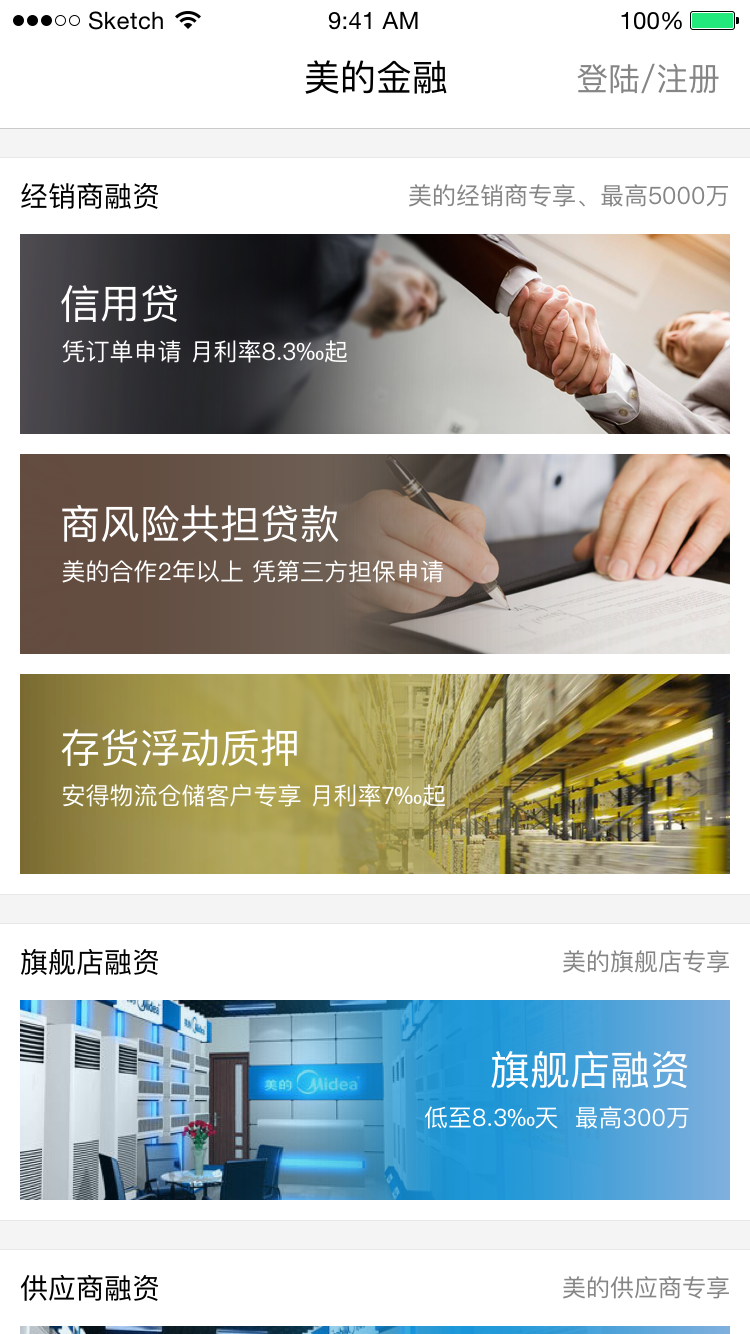 Sketch 9:41 AM 100%
美的金融 登陆/注册
经销商融资 美的经销商专享、最高5000万
信用贷
凭订单申请 月利率8.3‰起
商风险共担贷款
美的合作2年以上 凭第三方担保申请
存货浮动质押
安得物流仓储客户专享 月利率7‰起
旗舰店融资 美的旗舰店专享
美的 Midea
旗舰店融资
低至8.3‰天 最高300万
供应商融资 美的供应商专享